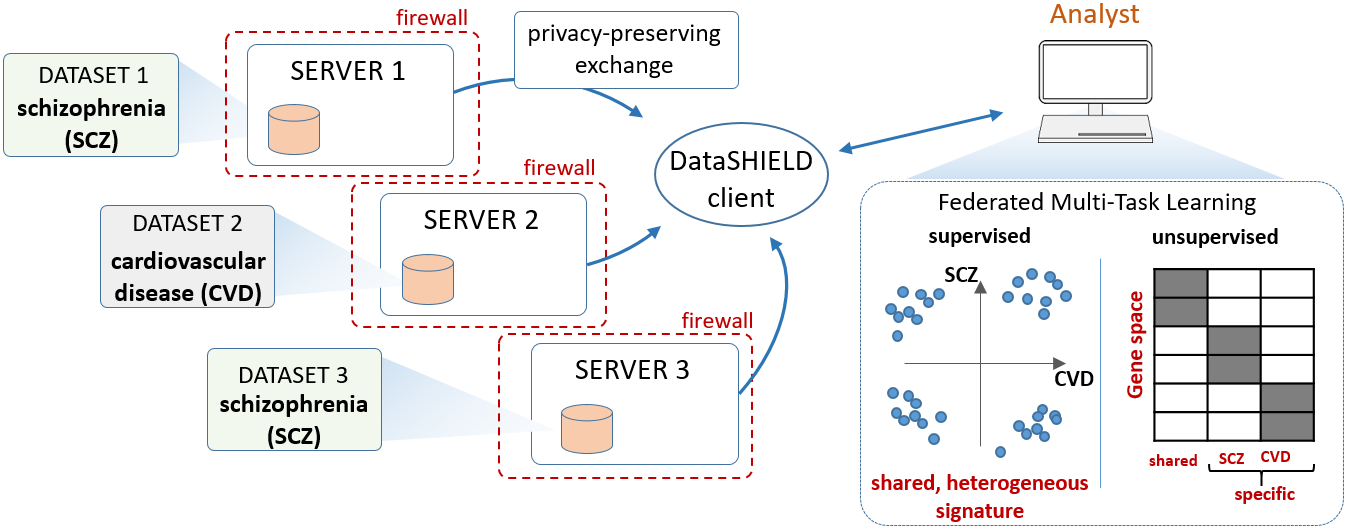 firewall
DATASET 1
schizophrenia
(SCZ)
SERVER 1
privacy-preserving
exchange
Analyst
firewall
DATASET 2
cardiovascular
disease (CVD)
SERVER 2
DataSHIELD
client
firewall
DATASET 3
schizophrenia
(SCZ)
SERVER 3
Federated Multi-Task Learning
supervised
SCZ
CVD
shared, heterogeneous
signature
unsupervised
Gene space
shared
SCZ
CVD
specific